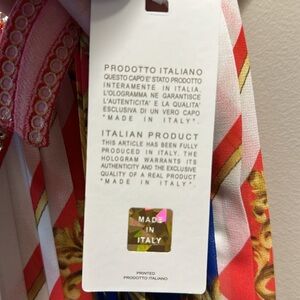 PRODOTTO ITALIANO
QUESTO CAPO E' STATO PRODOTTO
INTERAMENTE IN ITALIA,
L'OLOGRAMMA NE GARANTISCE
L'AUTENTICITA' E LA QUALITA'
ESCLUSIVA DI UN VERO CAPO
"MADE IN ITALY".
ITALIAN PRODUCT
THIS ARTICLE HAS BEEN FULLY
PRODUCED IN ITALY. THE
HOLOGRAM WARRANTS ITS
AUTHENTICITY AND THE EXCLUSIVE
QUALITY OF A REAL PRODUCT
"MADE IN ITALY".
MADE
IN
ITALY
PRINTED
PRODOTTO ITALIANO